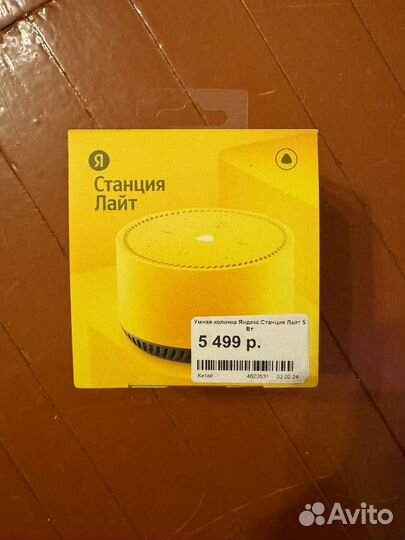 Я
Станция
Лайт
Умная колонка Яндекс.Станция Лайт 5
Вт
5 499 р.
Китай 4820531 02.02.24
Avito